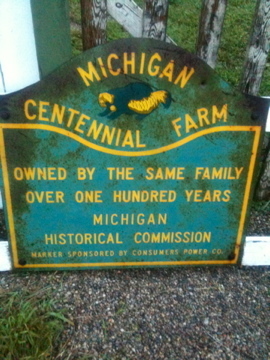 MICHIGAN
CENTENNIAL FARM
OWNED BY THE SAME FAMILY
OVER ONE HUNDRED YEARS
MICHIGAN
HISTORICAL COMMISSION
MARKER SPONSORED BY CONSUMERS POWER CO.